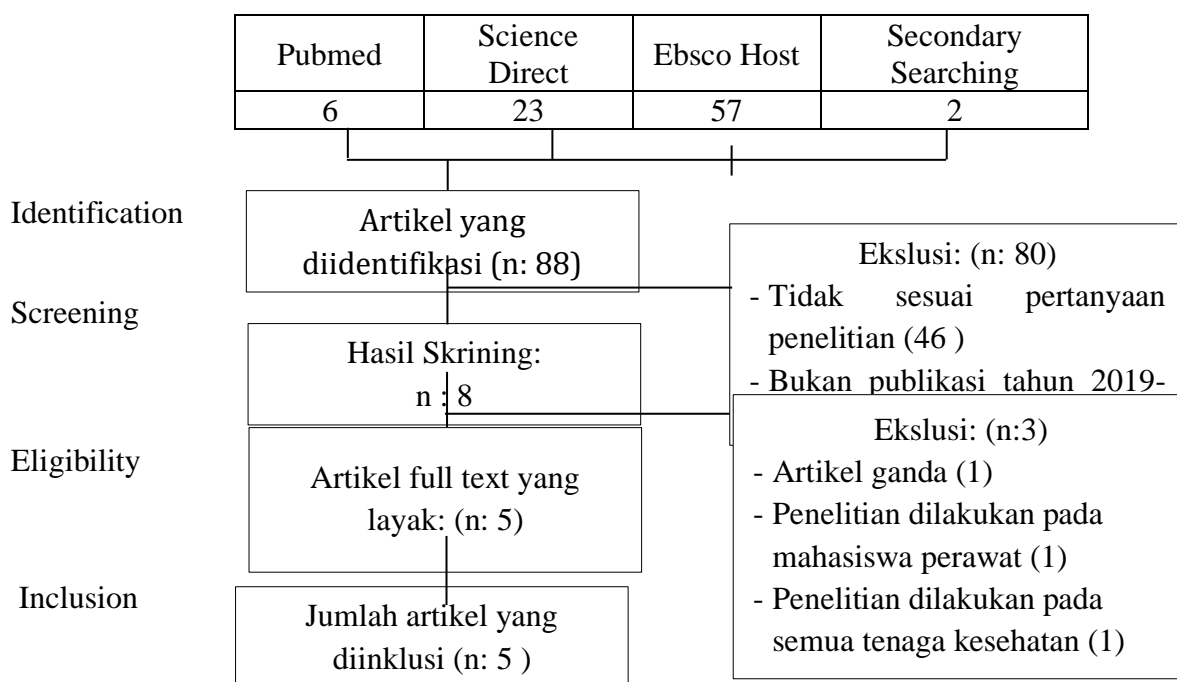 Pubmed
Science
Direct
Ebsco Host
Secondary
Searching
6
23
57
2
Identification
Artikel yang
diidentifikasi (n: 88)
Ekslusi: (n: 80)
- Tidak sesuai pertanyaan
penelitian (46 )
- Bukan publikasi tahun 2019-
Screening
Hasil Skrining:
n : 8
Eligibility
Artikel full text yang
layak: (n: 5)
Ekslusi: (n:3)
- Artikel ganda (1)
- Penelitian dilakukan pada
mahasiswa perawat (1)
- Penelitian dilakukan pada
semua tenaga kesehatan (1)
Inclusion
Jumlah artikel yang
diinklusi (n: 5 )